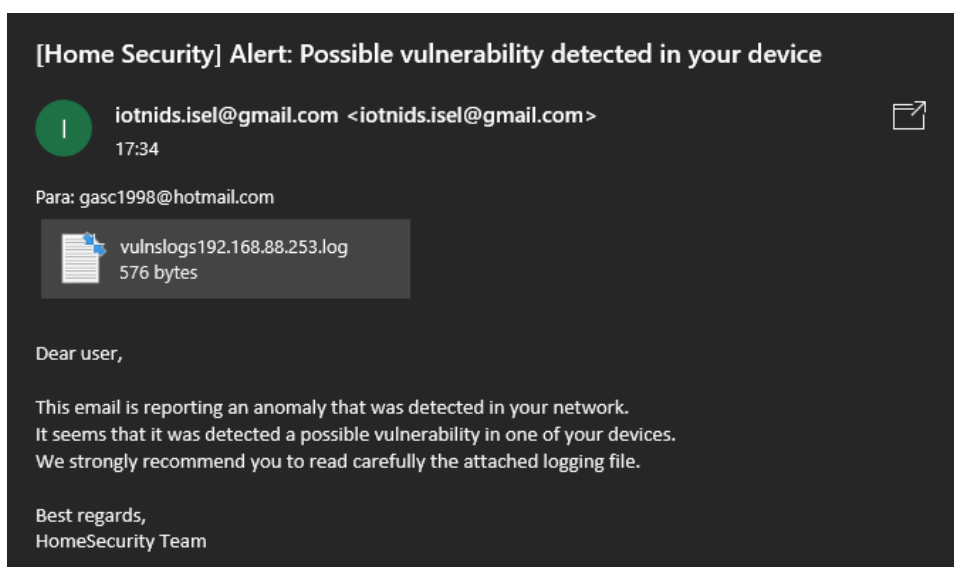 [Home Security] Alert: Possible vulnerability detected in your device
I
iotnids.isel@gmail.com <iotnids.isel@gmail.com>
17:34
Para: gasc1998@hotmail.com
vulnslogs192.168.88.253.log
576 bytes
Dear user,
This email is reporting an anomaly that was detected in your network.
It seems that it was detected a possible vulnerability in one of your devices.
We strongly recommend you to read carefully the attached logging file.
Best regards,
HomeSecurity Team